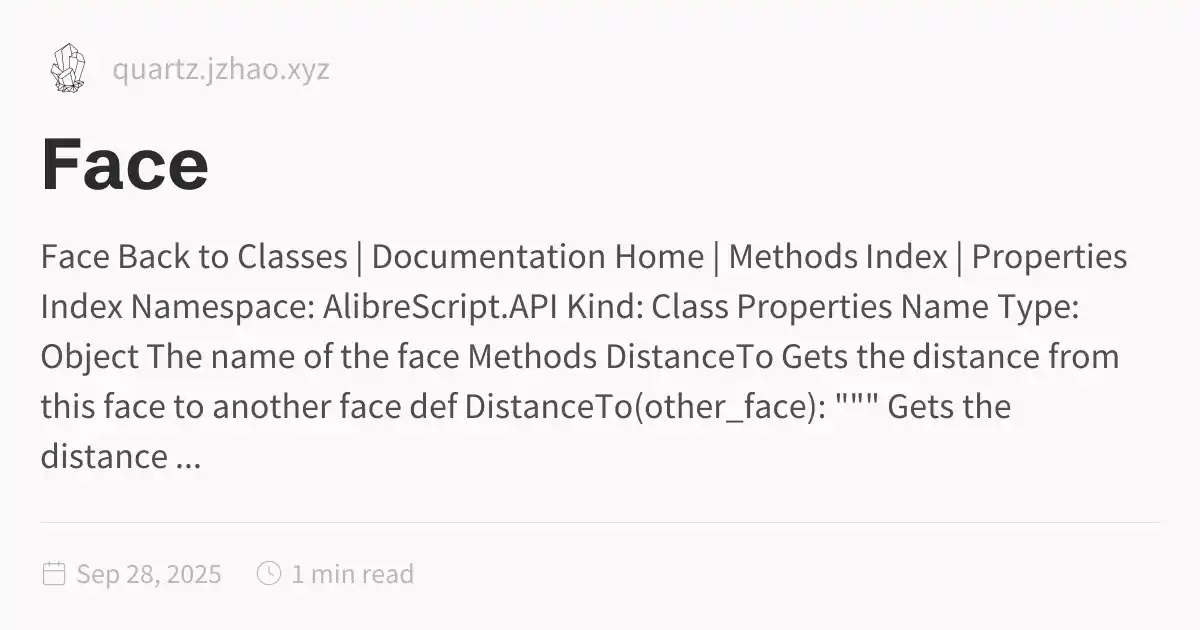 quartz.jzhao.xyz
Face
Face Back to Classes | Documentation Home | Methods Index | Properties
Index Namespace: AlibreScript.API Kind: Class Properties Name Type:
Object The name of the face Methods DistanceTo Gets the distance from
this face to another face def DistanceTo(other_face): """ Gets the
distance ...
Sep 28, 2025 1 min read